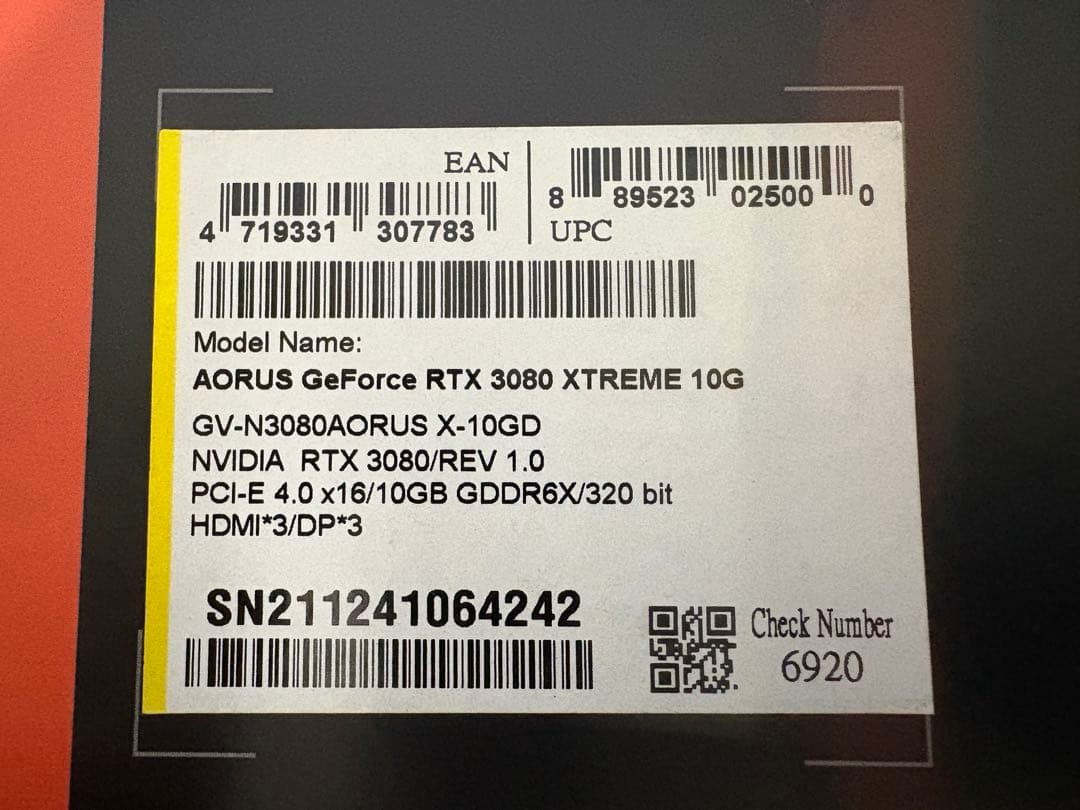 EAN
4 719331 307783
8 89523 02500 0
UPC
Model Name:
AORUS GeForce RTX 3080 XTREME 10G
GV-N3080AORUS X-10GD
NVIDIA RTX 3080/REV 1.0
PCI-E 4.0 x16/10GB GDDR6X/320 bit
HDMI*3/DP*3
SN211241064242
Check Number
6920